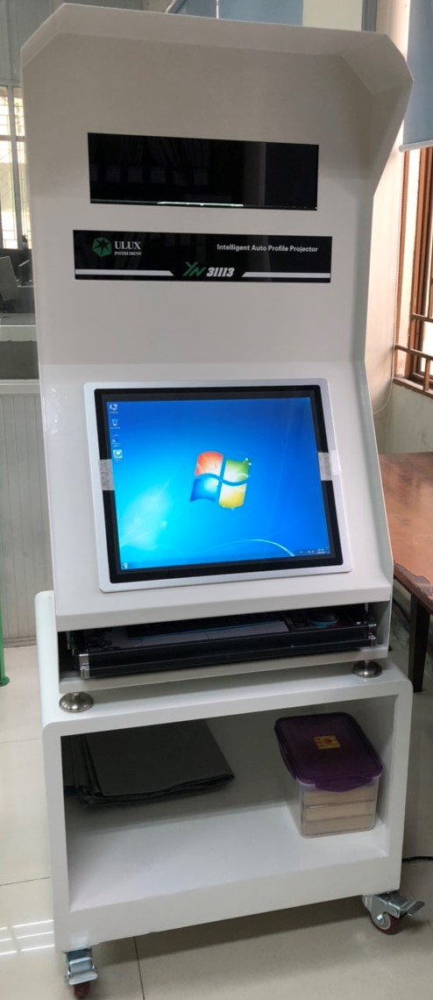 ULUX
INSTRUMENT
Intelligent Auto Profile Projector
YN 31113